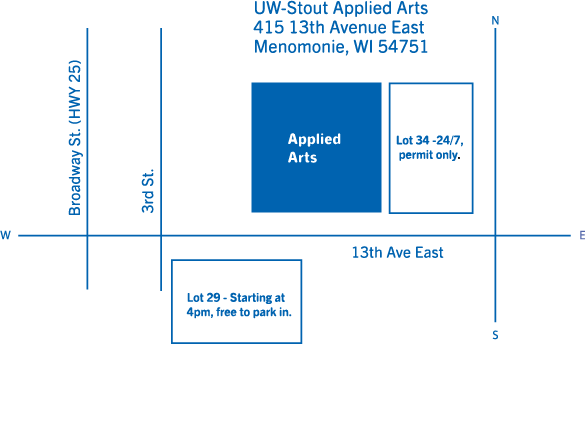 UW-Stout Applied Arts
415 13th Avenue East
Menomonie, WI 54751
N
Broadway St. (HWY 25)
3rd St.
Applied
Arts
Lot 34 -24/7,
permit only.
W
E
13th Ave East
Lot 29 - Starting at
4pm, free to park in.
S